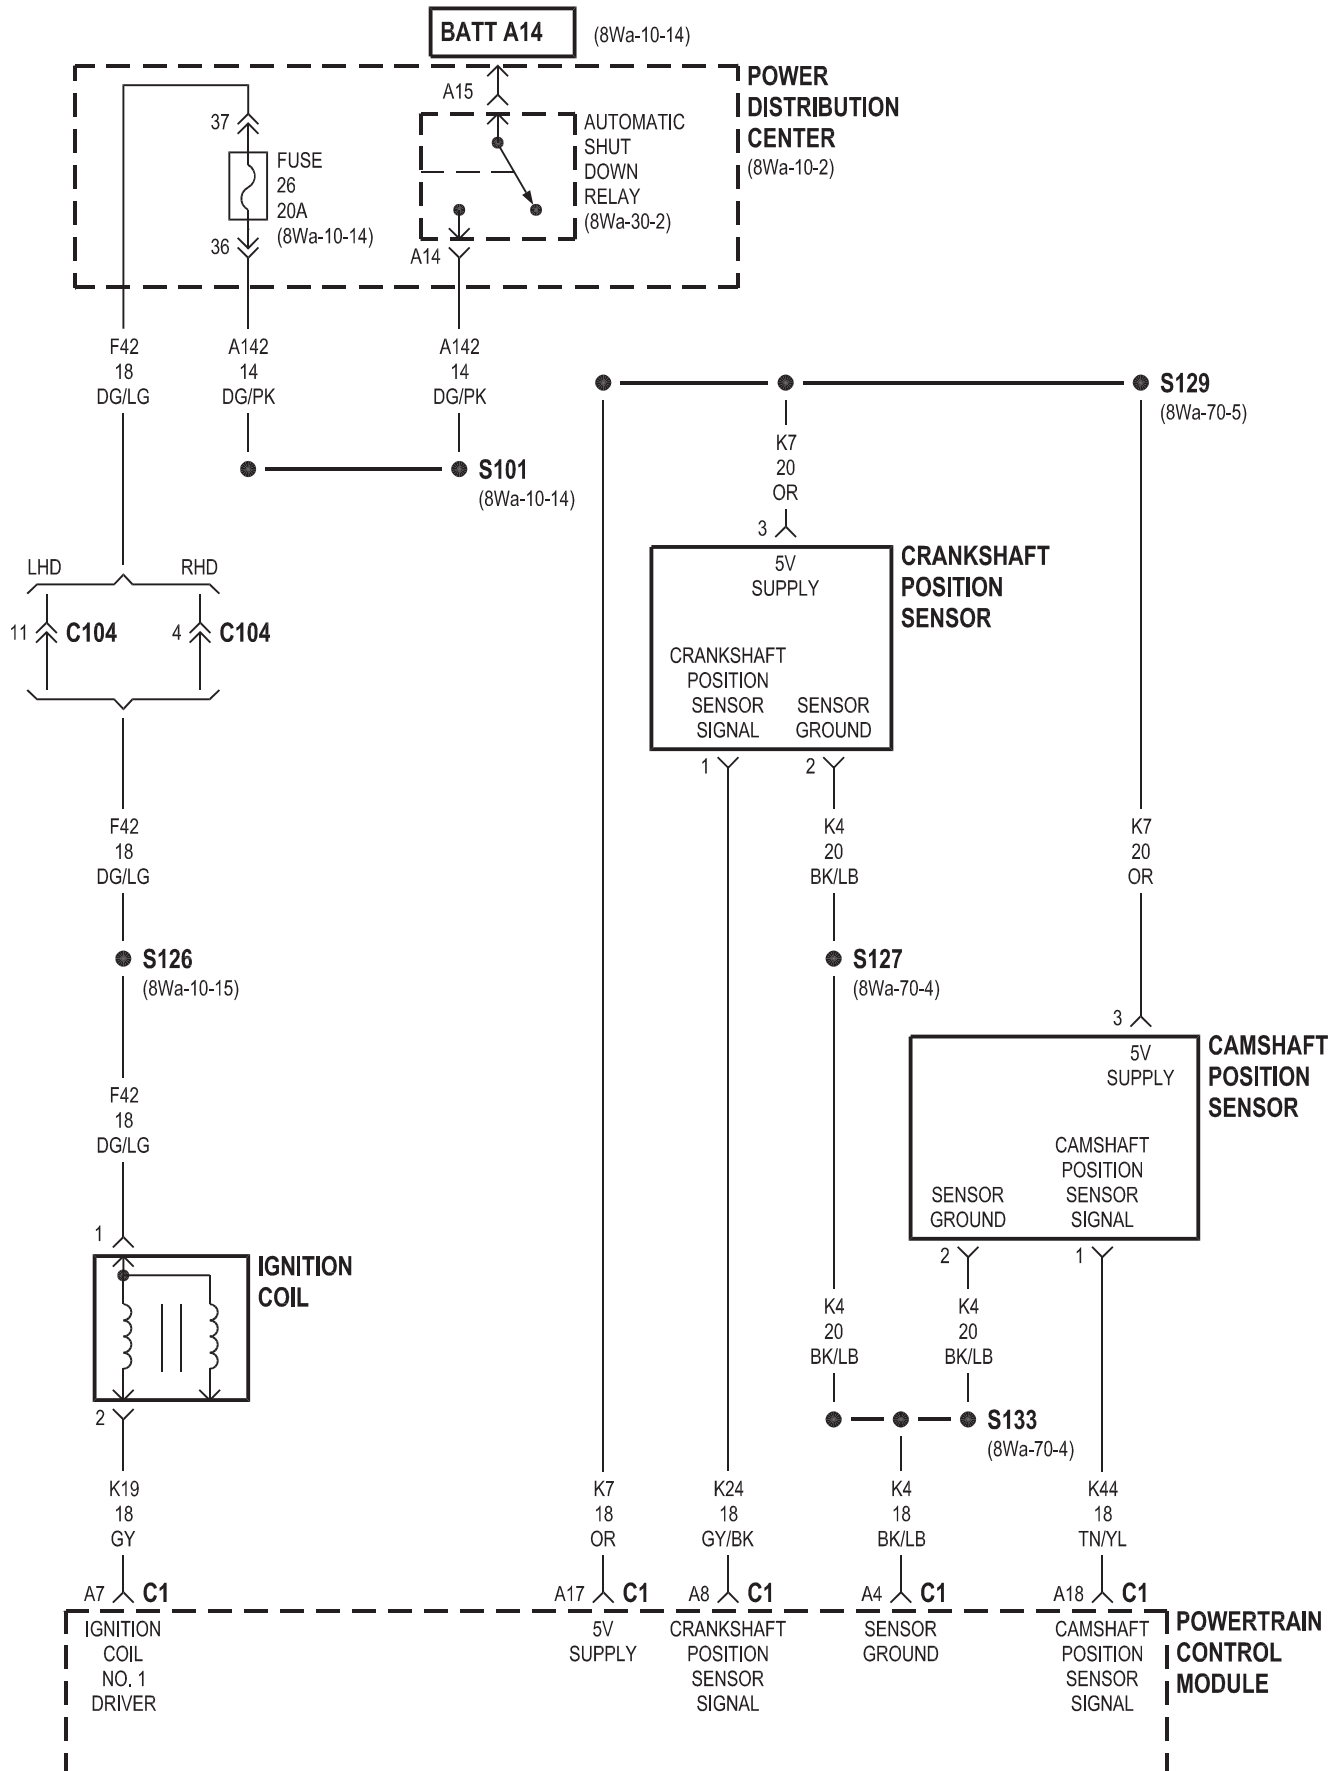 BATT A14
(8Wa-10-14)
A15
POWER
DISTRIBUTION
CENTER
(8Wa-10-2)
37
FUSE
26
20A
(8Wa-10-14)
36
AUTOMATIC
SHUT
DOWN
RELAY
(8Wa-30-2)
A14
F42
18
DG/LG
A142
14
DG/PK
A142
14
DG/PK
S101
(8Wa-10-14)
S129
(8Wa-70-5)
K7
20
OR
3
5V
SUPPLY
CRANKSHAFT
POSITION
SENSOR
CRANKSHAFT
POSITION
SENSOR
SIGNAL
SENSOR
GROUND
1
2
LHD
RHD
11
C104
4
C104
F42
18
DG/LG
K4
20
BK/LB
K7
20
OR
S126
(8Wa-10-15)
S127
(8Wa-70-4)
3
5V
SUPPLY
CAMSHAFT
POSITION
SENSOR
F42
18
DG/LG
SENSOR
GROUND
CAMSHAFT
POSITION
SENSOR
SIGNAL
2
1
1
IGNITION
COIL
2
K4
20
BK/LB
K4
20
BK/LB
S133
(8Wa-70-4)
K19
18
GY
K7
18
OR
K24
18
GY/BK
K4
18
BK/LB
K44
18
TN/YL
A7
C1
A17
C1
A8
C1
A4
C1
A18
C1
IGNITION
COIL
NO. 1
DRIVER
5V
SUPPLY
CRANKSHAFT
POSITION
SENSOR
SIGNAL
SENSOR
GROUND
CAMSHAFT
POSITION
SENSOR
SIGNAL
POWERTRAIN
CONTROL
MODULE